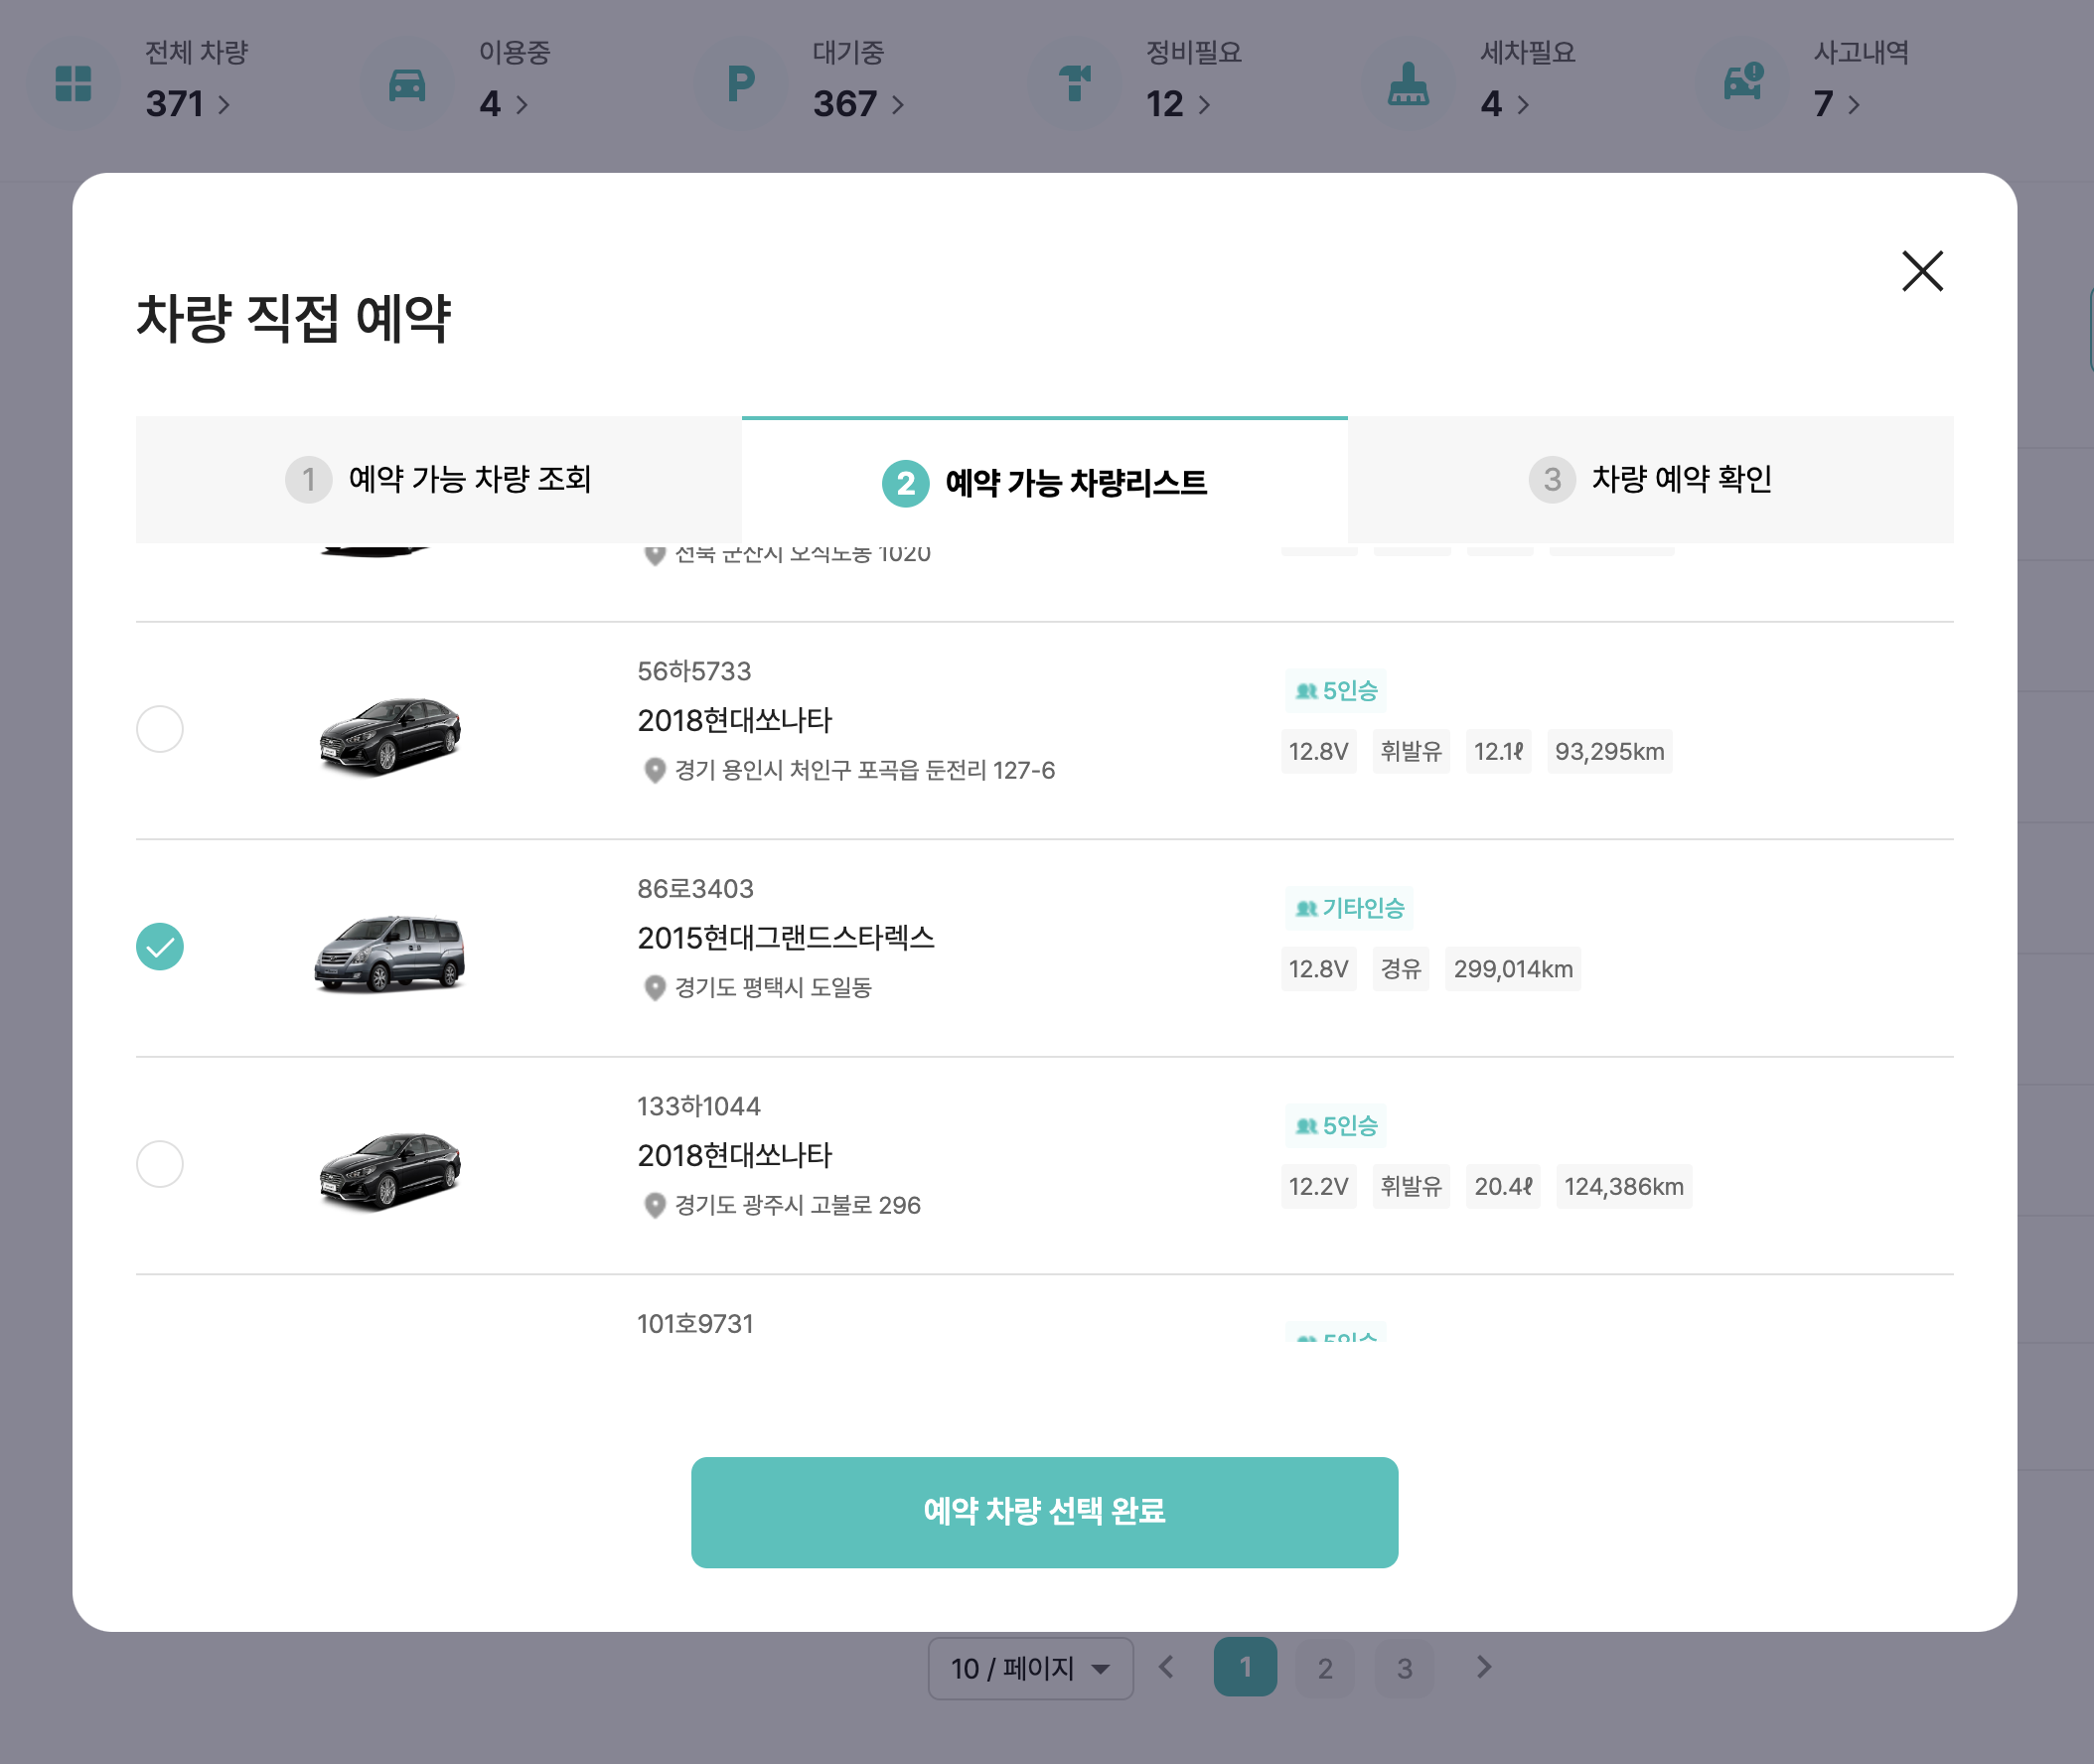 전체 차량
371
이용중
4
대기중
P
367
정비필요
12
세차필요
4
사고내역
7
차량 직접 예약
1 예약 가능 차량 조회
2 예약 가능 차량리스트
3 차량 예약 확인
전북 군산시 오식도동 1020
56하5733
2018현대쏘나타
경기 용인시 처인구 포곡읍 둔전리 127-6
5인승
12.8V 휘발유 12.1ℓ 93,295km
86로3403
2015현대그랜드스타렉스
경기도 평택시 도일동
기타인승
12.8V 경유 299,014km
133하1044
2018현대쏘나타
경기도 광주시 고불로 296
5인승
12.2V 휘발유 20.4ℓ 124,386km
101호9731
5인승
예약 차량 선택 완료
10 / 페이지 1 2 3